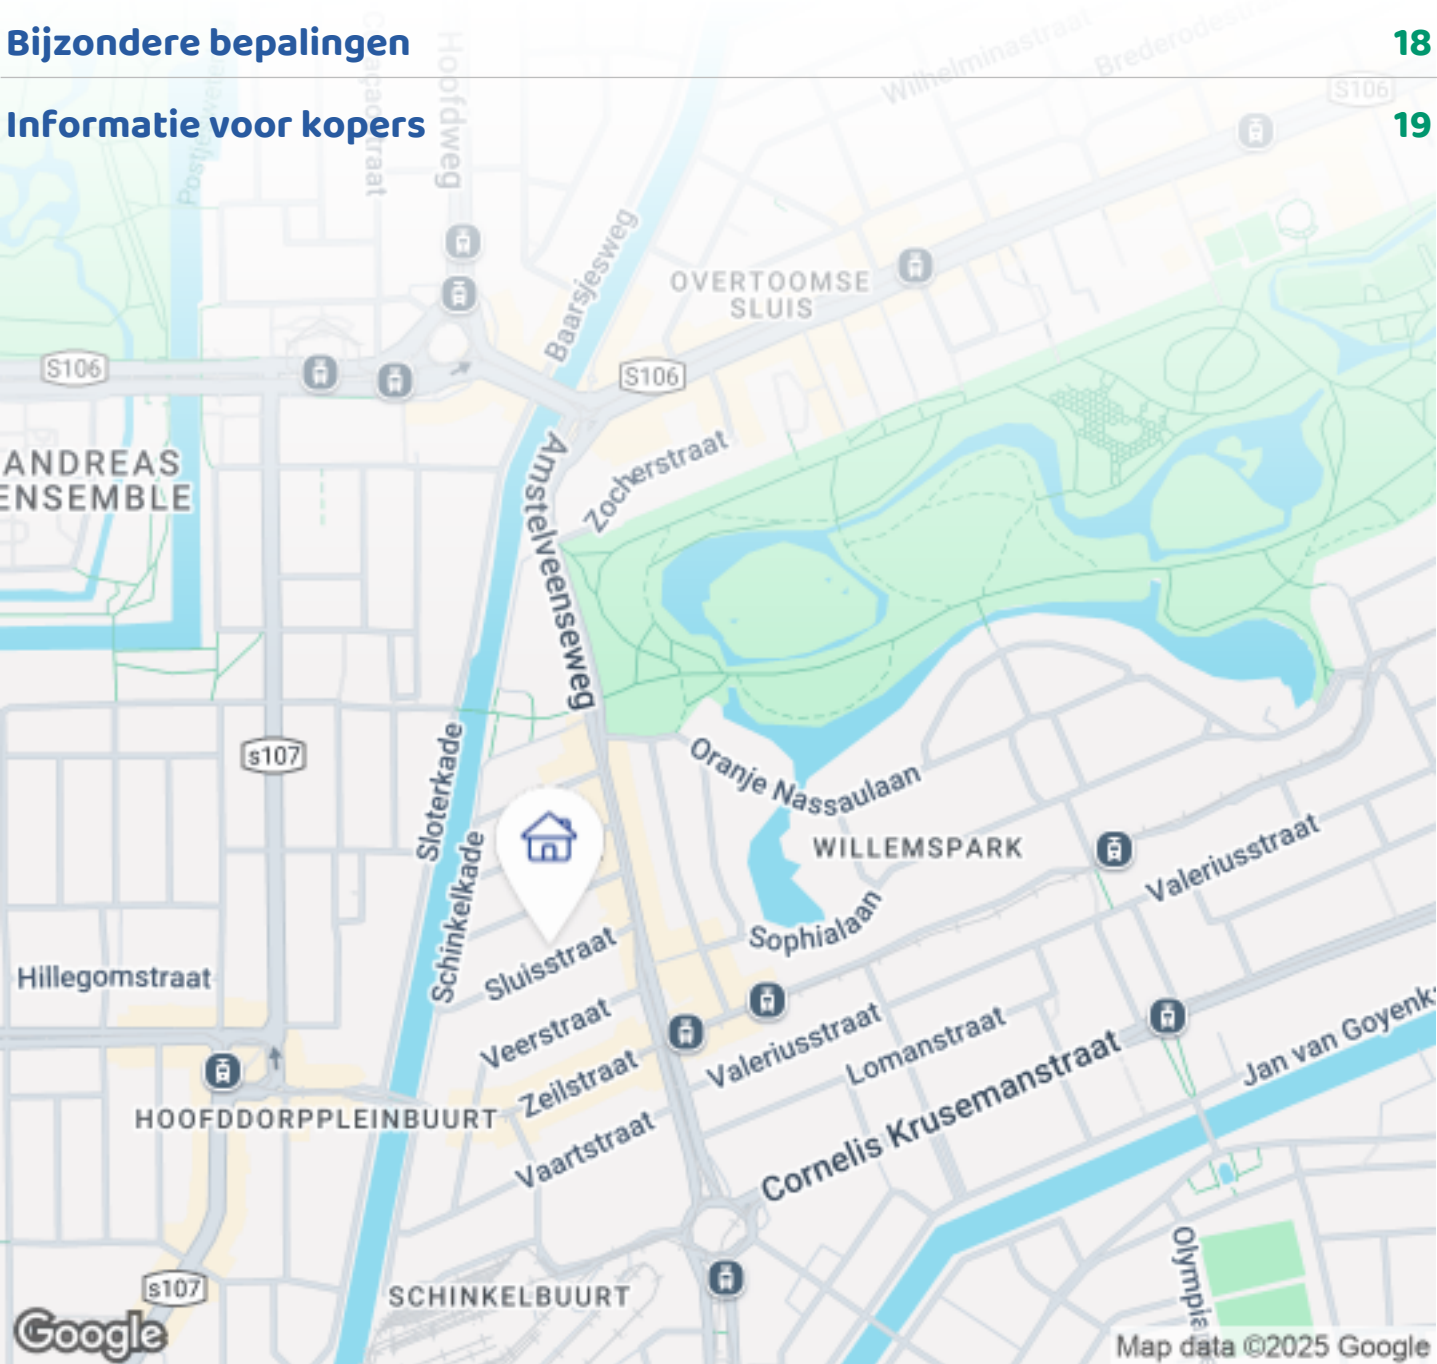 Bijzondere bepalingen 18
Informatie voor kopers 19
Wilhelminastraat
S106
Hoofdweg
Baarsjesweg
OVERTOOMSE
SLUIS
S106
S106
ANDREAS
ENSEMBLE
Amstelveenseweg
Zocherstraat
s107
Sloterkade
Schinkelkade
Oranje Nassaulaan
WILLEMSPARK
Valeriusstraat
Sophialaan
Sluisstraat
Hillegomstraat
Veerstraat
Valeriusstraat
Lomanstraat
Jan van Goyenk
Zeilstraat
HOOFDDORPPLEINBUURT
Vaartstraat
Cornelis Krusemanstraat
Olympia
s107
SCHINKELBUURT
Google
Map data ©2025 Google